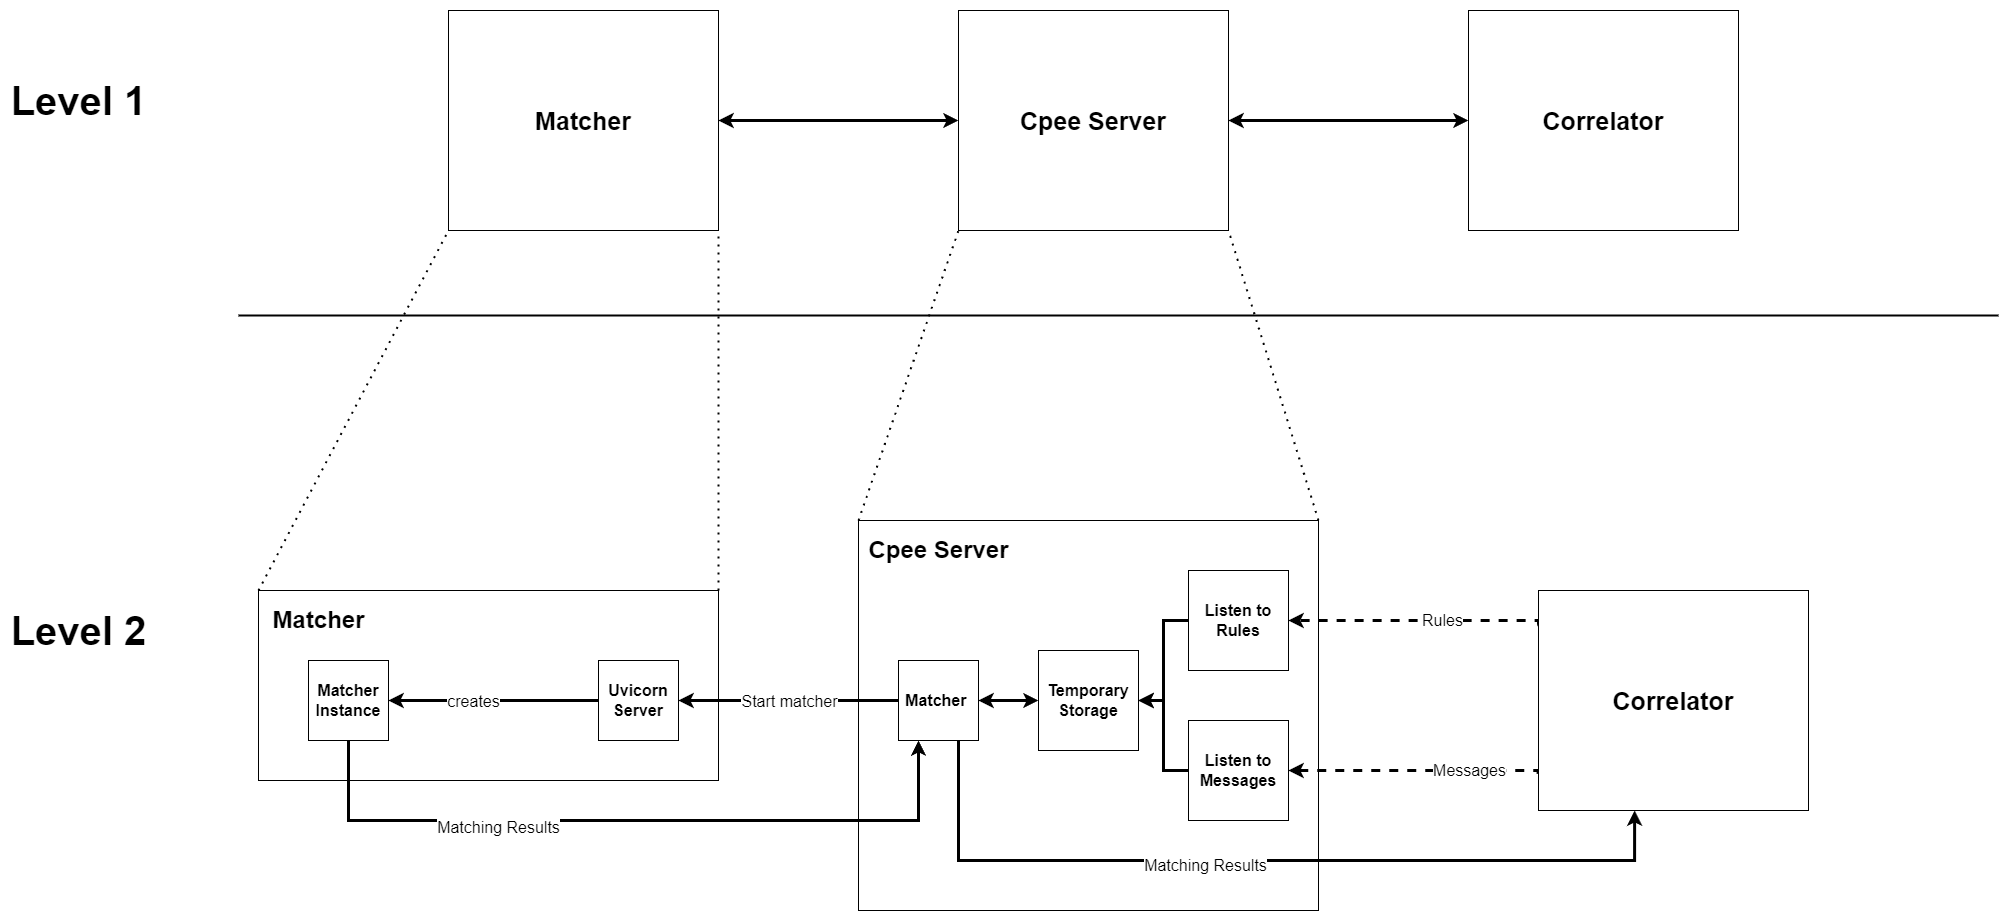 Level 1
Matcher
Cpee Server
Correlator
Level 2
Matcher
Matcher
Instance
creates
Uvicorn
Server
Start matcher
Matching Results
Cpee Server
Matcher
Temporary
Storage
Listen to
Rules
Listen to
Messages
Rules
Messages
Matching Results
Correlator